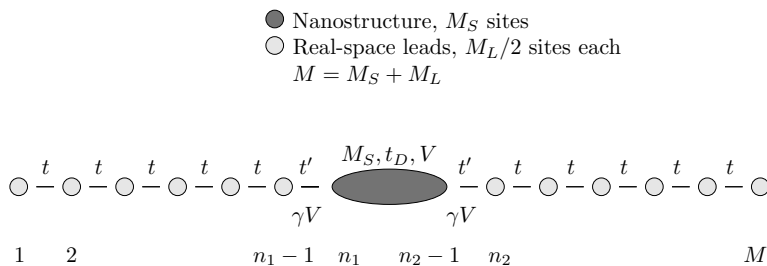 Nanostructure, M_S sites
Real-space leads, M_L/2 sites each
M = M_S + M_L
t t t t t t′ M_S, t_D, V t′ t t t t t
γV γV
1 2 n_1 − 1 n_1 n_2 − 1 n_2 M